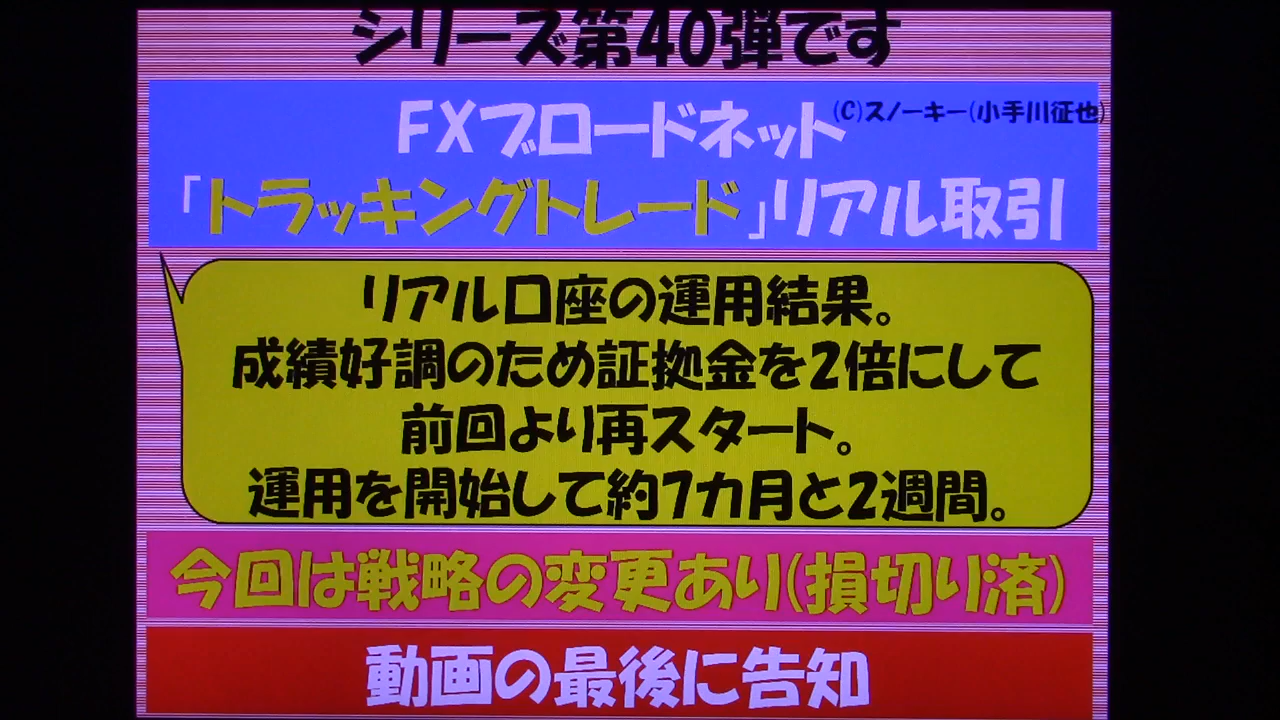 シリーズ第40弾です
FXブロードネット
(C)スノーキー(小手川征也)
「トラッキングトレード」リアル取引
リアル口座の運用結果。
成績好調のため証拠金を2倍にして
前回より再スタート。
運用を開始して約7カ月と2週間。
今回は戦略の変更あり(損切り済)
動画の最後に告知